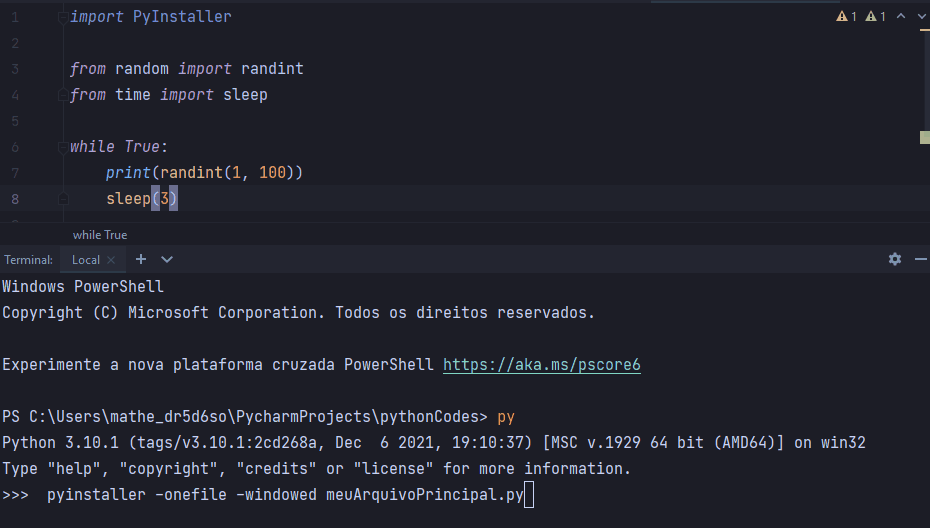 1 import PyInstaller
2
3 from random import randint
4 from time import sleep
5
6 while True:
7 print(randint(1, 100))
8 sleep(3)
1 1
while True
Terminal: Local × + 
Windows PowerShell
Copyright (C) Microsoft Corporation. Todos os direitos reservados.
Experimente a nova plataforma cruzada PowerShell https://aka.ms/pscore6
PS C:\Users\mathe_dr5d6so\PycharmProjects\pythonCodes> py
Python 3.10.1 (tags/v3.10.1:2cd268a, Dec  6 2021, 19:10:37) [MSC v.1929 64 bit (AMD64)] on win32
Type "help", "copyright", "credits" or "license" for more information.
>>>  pyinstaller -onefile -windowed meuArquivoPrincipal.py